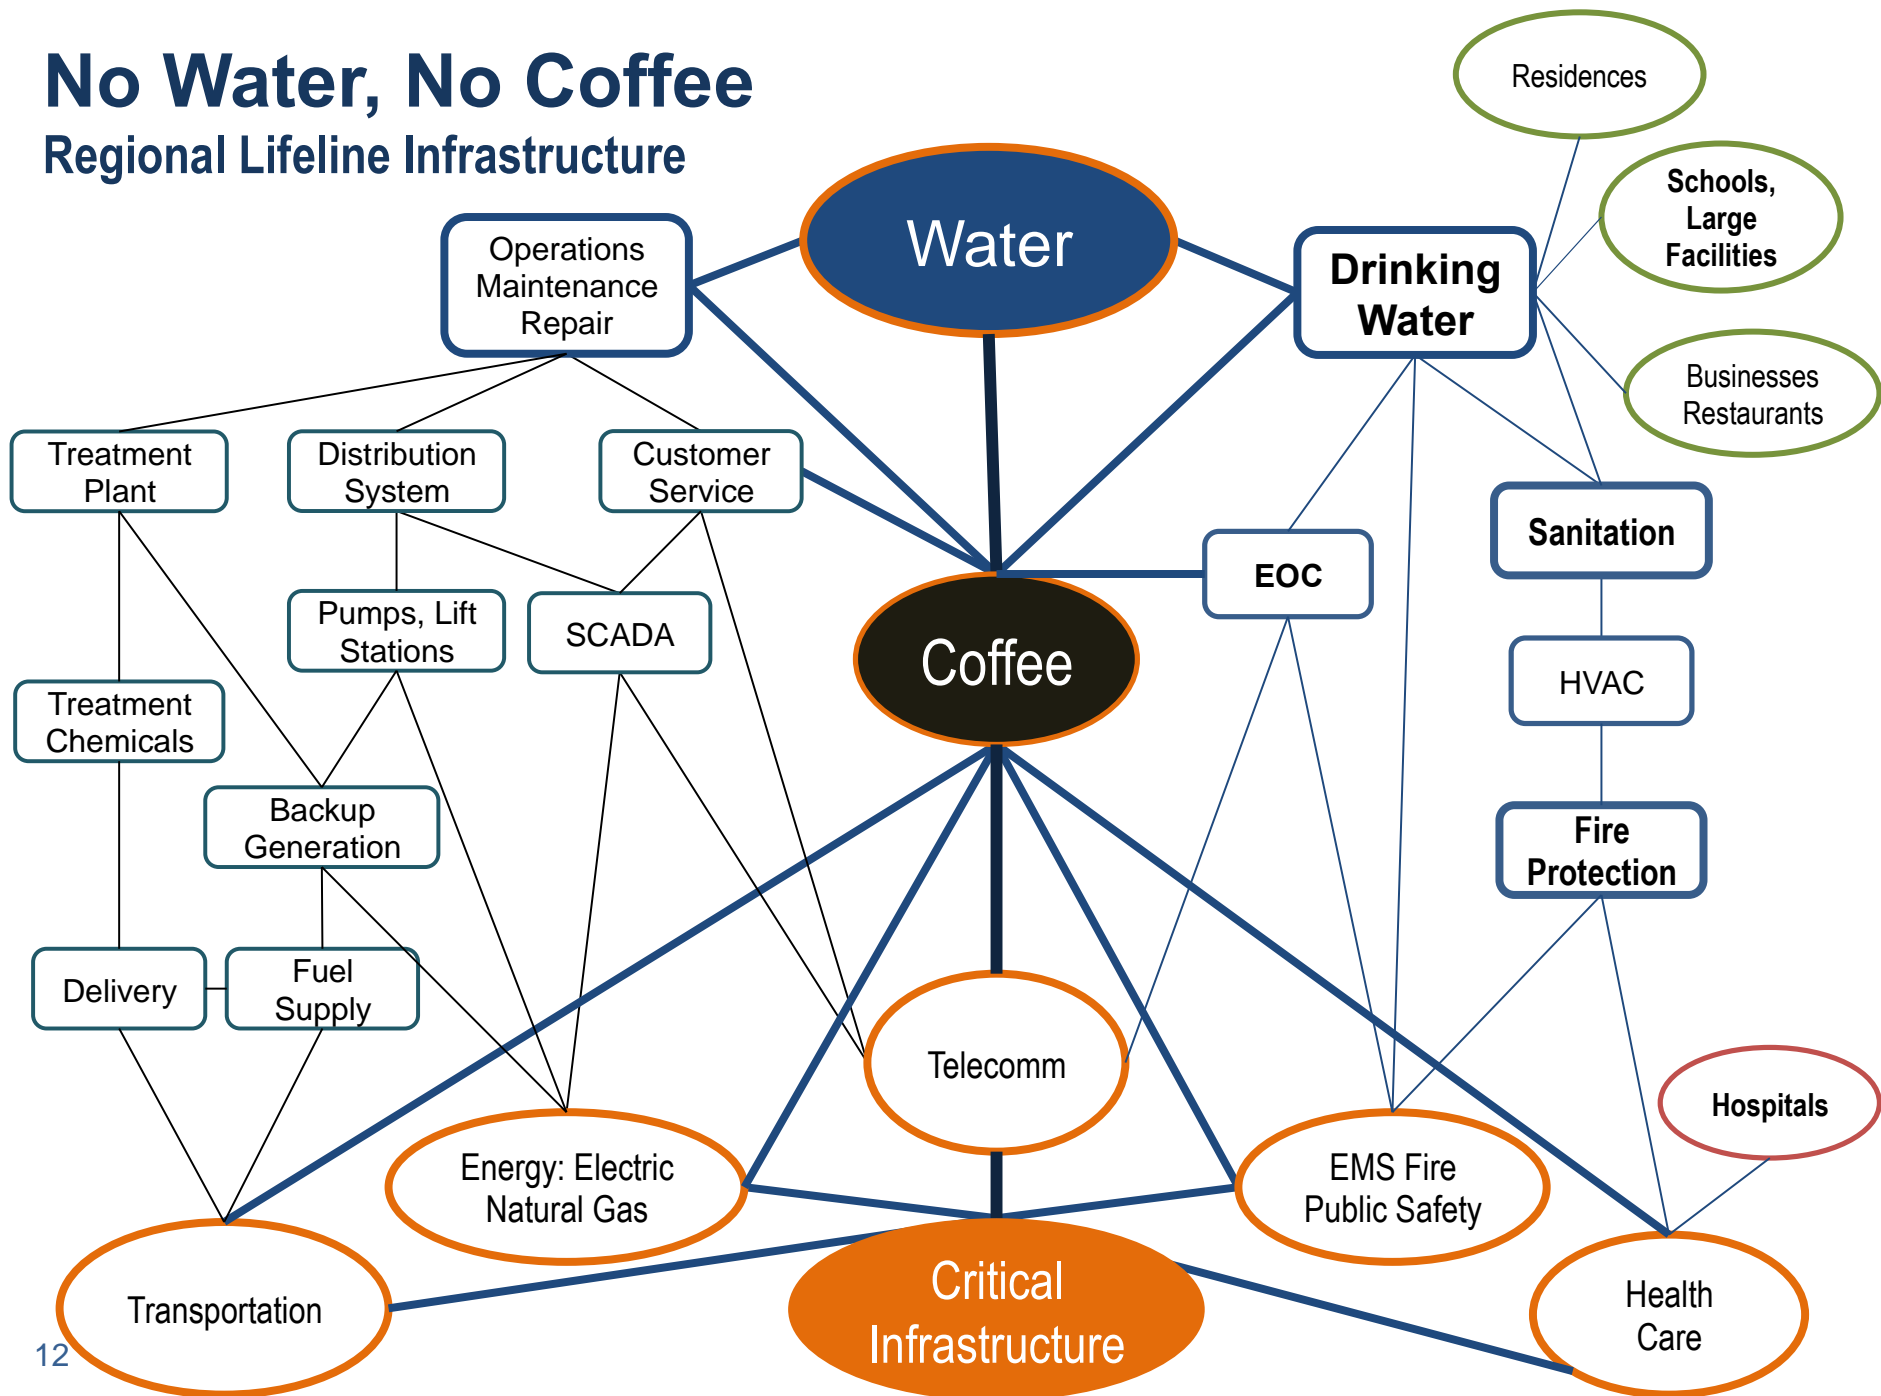 No Water, No Coffee
Regional Lifeline Infrastructure
Residences
Schools,
Large
Facilities
Water
Operations
Maintenance
Repair
Drinking
Water
Businesses
Restaurants
Treatment
Plant
Distribution
System
Customer
Service
Sanitation
EOC
Pumps, Lift
Stations
SCADA
Coffee
HVAC
Treatment
Chemicals
Backup
Generation
Fire
Protection
Delivery
Fuel
Supply
Telecomm
Hospitals
Energy: Electric
Natural Gas
EMS Fire
Public Safety
Transportation
Critical
Infrastructure
Health
Care
12